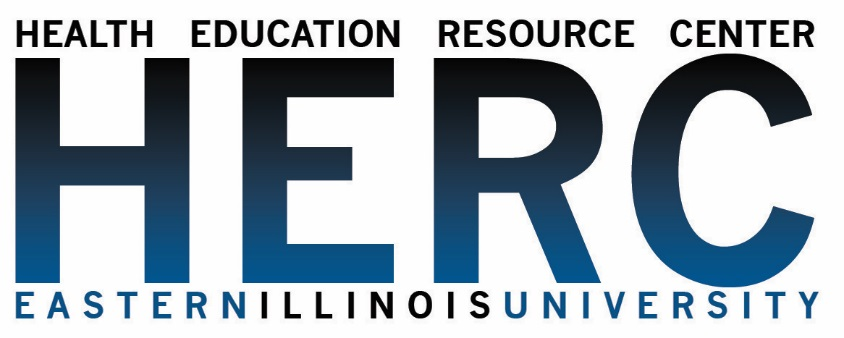 HEALTH EDUCATION RESOURCE CENTER
HERC
EASTERNILLINOISUNIVERSITY